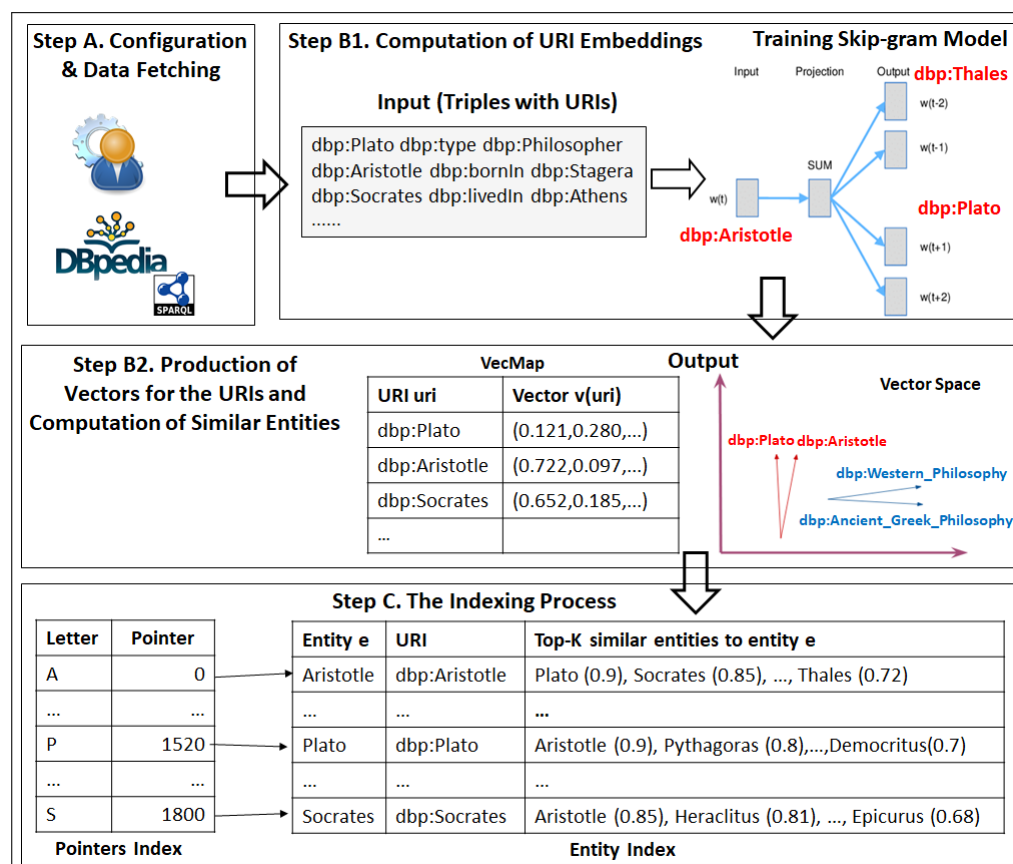 Step A. Configuration
& Data Fetching
DBpedia
SPARQL
Step B1. Computation of URI Embeddings
Training Skip-gram Model
Input (Triples with URIs)
dbp:Plato dbp:type dbp:Philosopher
dbp:Aristotle dbp:bornIn dbp:Stagera
dbp:Socrates dbp:livedIn dbp:Athens
......
Input Projection Output
dbp:Thales
w(t-2)
w(t-1)
SUM
w(t)
dbp:Aristotle
dbp:Plato
w(t+1)
w(t+2)
Step B2. Production of
Vectors for the URIs and
Computation of Similar Entities
VecMap
URI uri Vector v(uri)
dbp:Plato (0.121,0.280,...)
dbp:Aristotle (0.722,0.097,...)
dbp:Socrates (0.652,0.185,...)
...
Output
Vector Space
dbp:Plato dbp:Aristotle
dbp:Western_Philosophy
dbp:Ancient_Greek_Philosophy
Step C. The Indexing Process
Letter Pointer
A 0
... ...
P 1520
... ...
S 1800
Pointers Index
Entity e URI Top-K similar entities to entity e
Aristotle dbp:Aristotle Plato (0.9), Socrates (0.85), ..., Thales (0.72)
... ... ...
Plato dbp:Plato Aristotle (0.9), Pythagoras (0.8),...,Democritus(0.7)
... ... ...
Socrates dbp:Socrates Aristotle (0.85), Heraclitus (0.81), ..., Epicurus (0.68)
Entity Index